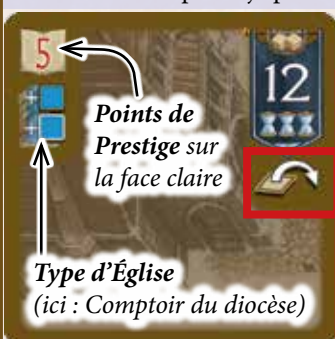 5
12
Points de
Prestige sur
la face claire
Type d'Église
(ici : Comptoir du diocèse)